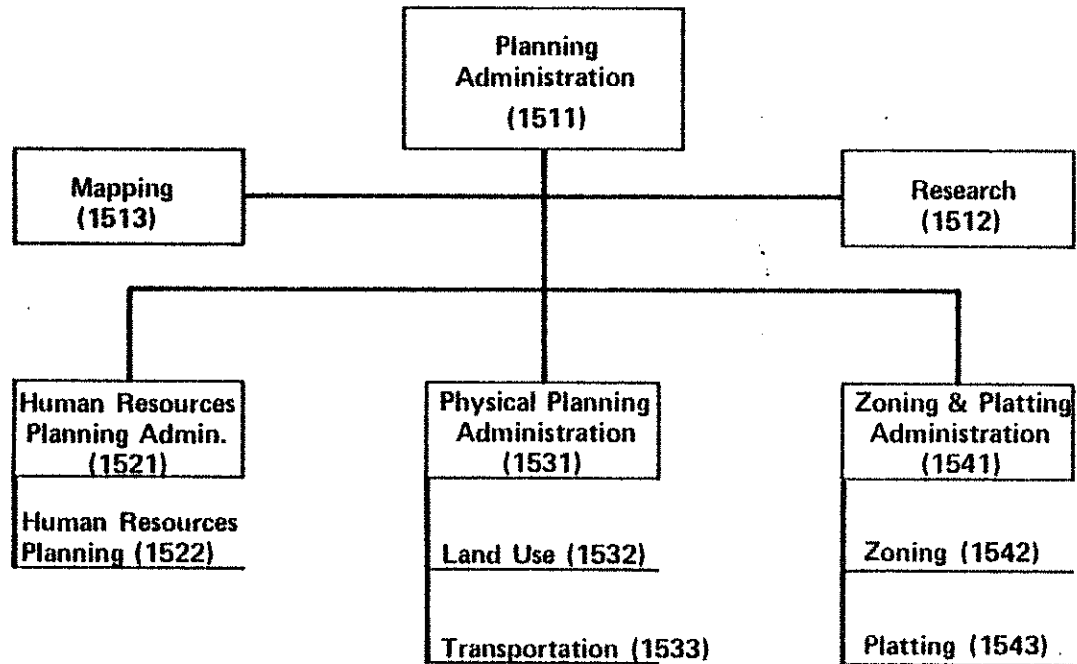 Planning
Administration
(1511)
Mapping
(1513)
Research
(1512)
Human Resources
Planning Admin.
(1521)
Human Resources
Planning (1522)
Physical Planning
Administration
(1531)
Land Use (1532)
Transportation (1533)
Zoning & Platting
Administration
(1541)
Zoning (1542)
Platting (1543)